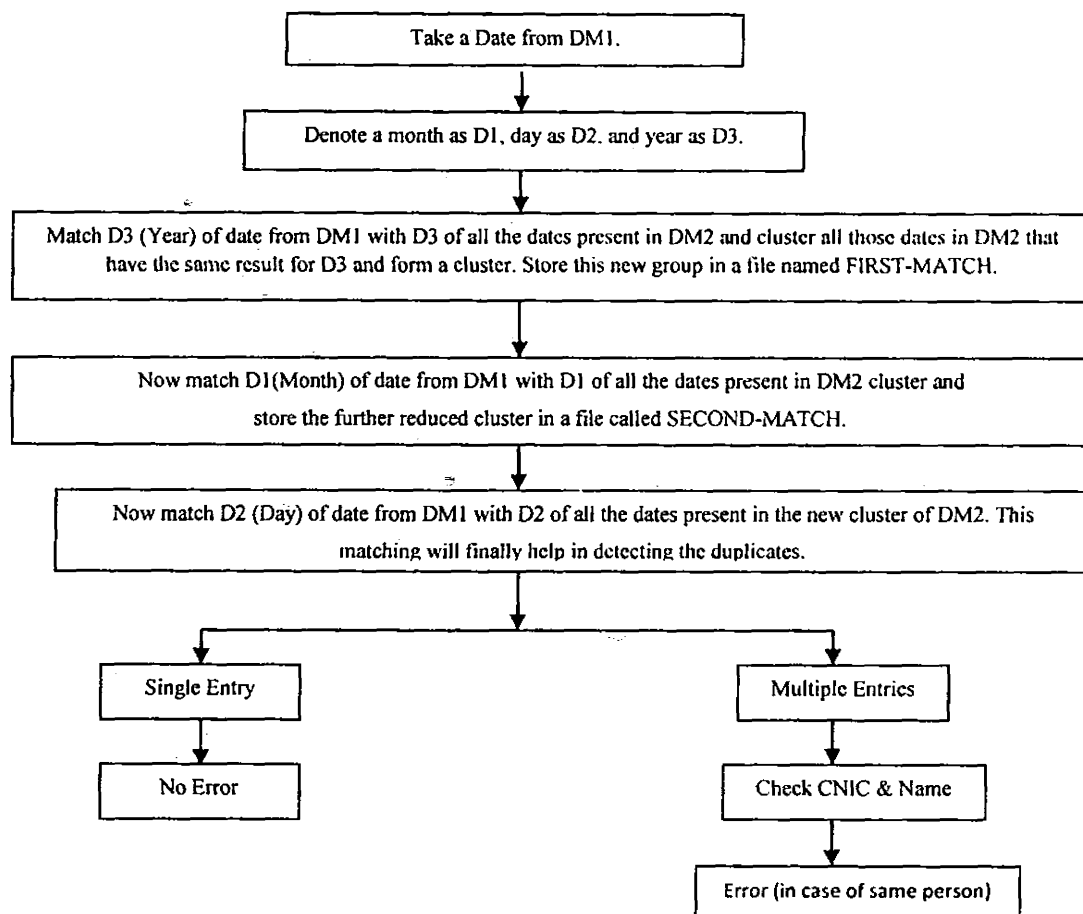 Take a Date from DM1.
Denote a month as D1, day as D2, and year as D3.
Match D3 (Year) of date from DM1 with D3 of all the dates present in DM2 and cluster all those dates in DM2 that
have the same result for D3 and form a cluster. Store this new group in a file named FIRST-MATCH.
Now match D1(Month) of date from DM1 with D1 of all the dates present in DM2 cluster and
store the further reduced cluster in a file called SECOND-MATCH.
Now match D2 (Day) of date from DM1 with D2 of all the dates present in the new cluster of DM2. This
matching will finally help in detecting the duplicates.
Single Entry
Multiple Entries
No Error
Check CNIC & Name
Error (in case of same person)